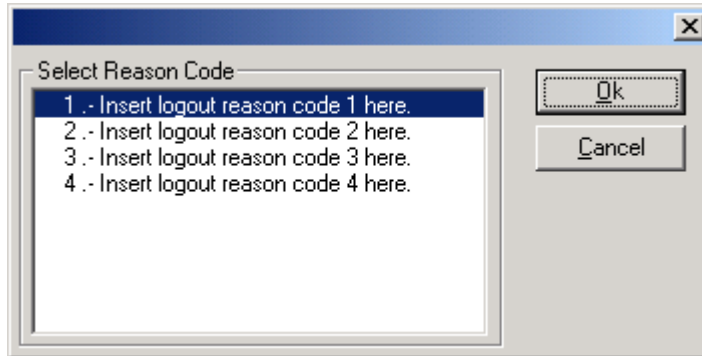 Select Reason Code
1 .- Insert logout reason code 1 here.
2 .- Insert logout reason code 2 here.
3 .- Insert logout reason code 3 here.
4 .- Insert logout reason code 4 here.
Ok
Cancel